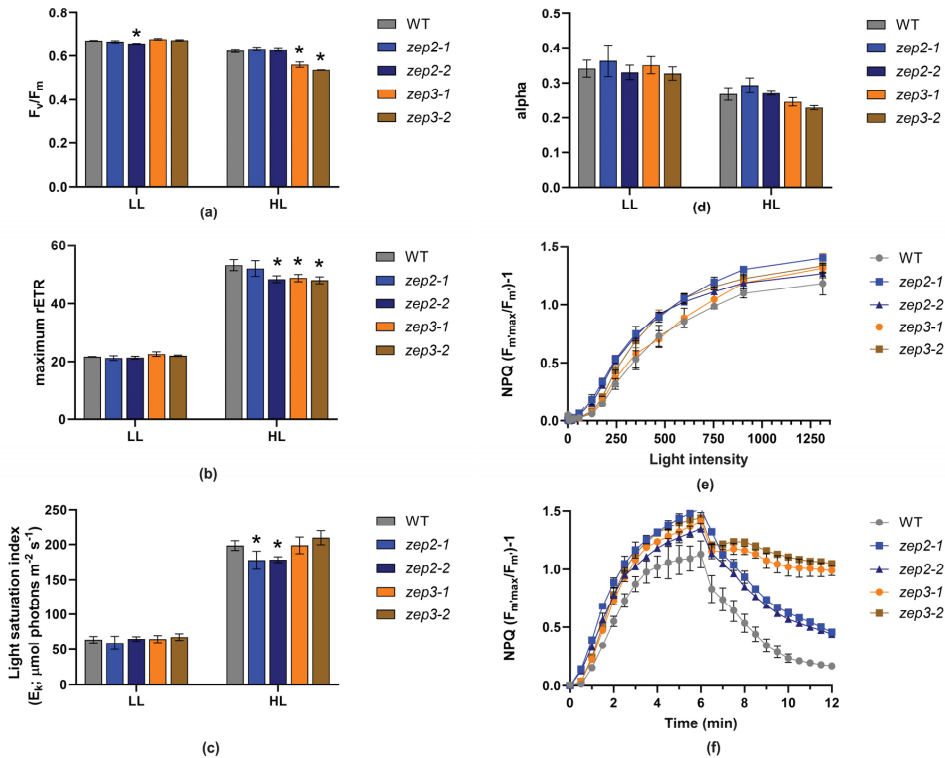 0.8
0.6
0.4
0.2
0.0
Fv/Fm
*
*
*
LL
HL
WT
zep2-1
zep2-2
zep3-1
zep3-2
(a)
0.5
0.4
0.3
0.2
0.1
0.0
alpha
LL
HL
WT
zep2-1
zep2-2
zep3-1
zep3-2
(d)
60
40
20
0
maximum rETR
* * *
LL
HL
WT
zep2-1
zep2-2
zep3-1
zep3-2
(b)
1.5
1.0
0.5
0.0
NPQ (Fm'max/Fm')-1
0 250 500 750 1000 1250
Light intensity
WT
zep2-1
zep2-2
zep3-1
zep3-2
(e)
250
200
150
100
50
0
Light saturation index
(Ek; μmol photons m-2 s-1)
* *
LL
HL
WT
zep2-1
zep2-2
zep3-1
zep3-2
(c)
1.5
1.0
0.5
0.0
NPQ (Fm'max/Fm')-1
0 2 4 6 8 10 12
Time (min)
WT
zep2-1
zep2-2
zep3-1
zep3-2
(f)